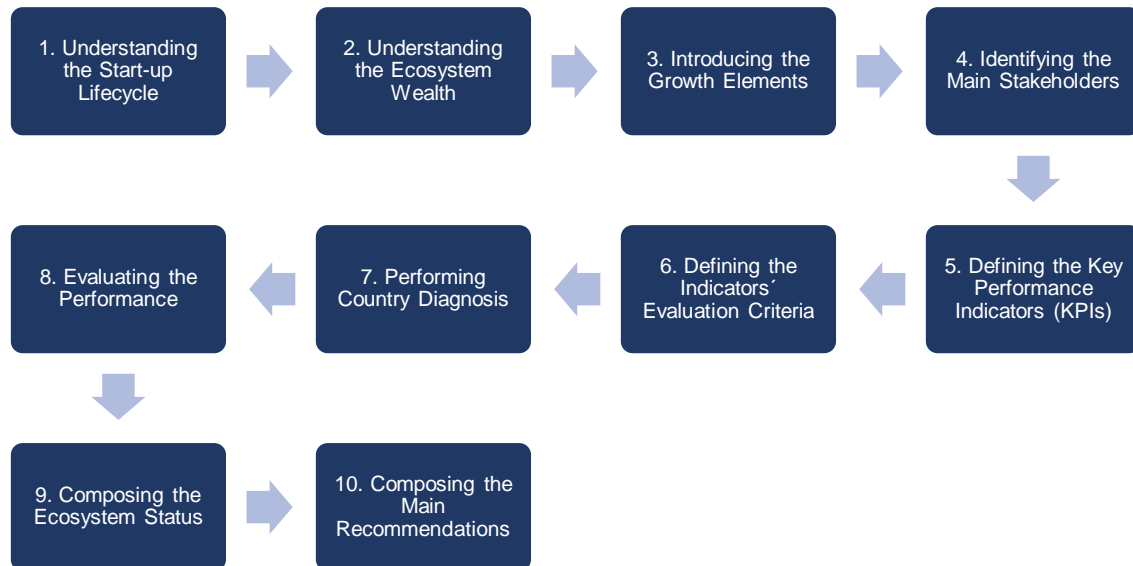 1. Understanding
the Start-up
Lifecycle
2. Understanding
the Ecosystem
Wealth
3. Introducing the
Growth Elements
4. Identifying the
Main Stakeholders
5. Defining the Key
Performance
Indicators (KPIs)
6. Defining the
Indicators´
Evaluation Criteria
7. Performing
Country Diagnosis
8. Evaluating the
Performance
9. Composing the
Ecosystem Status
10. Composing the
Main
Recommendations